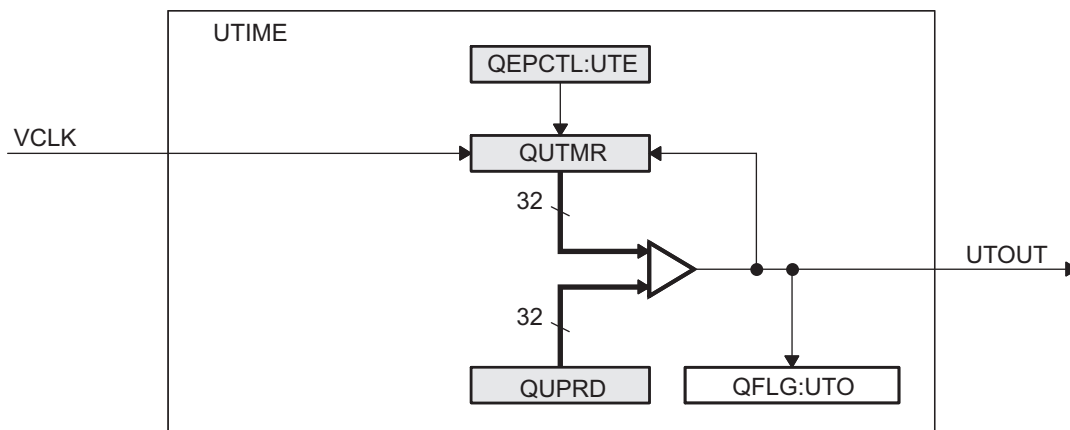 UTIME
QEPCTL:UTE
VCLK
QUTMR
32
UTOUT
32
QUPRD
QFLG:UTO